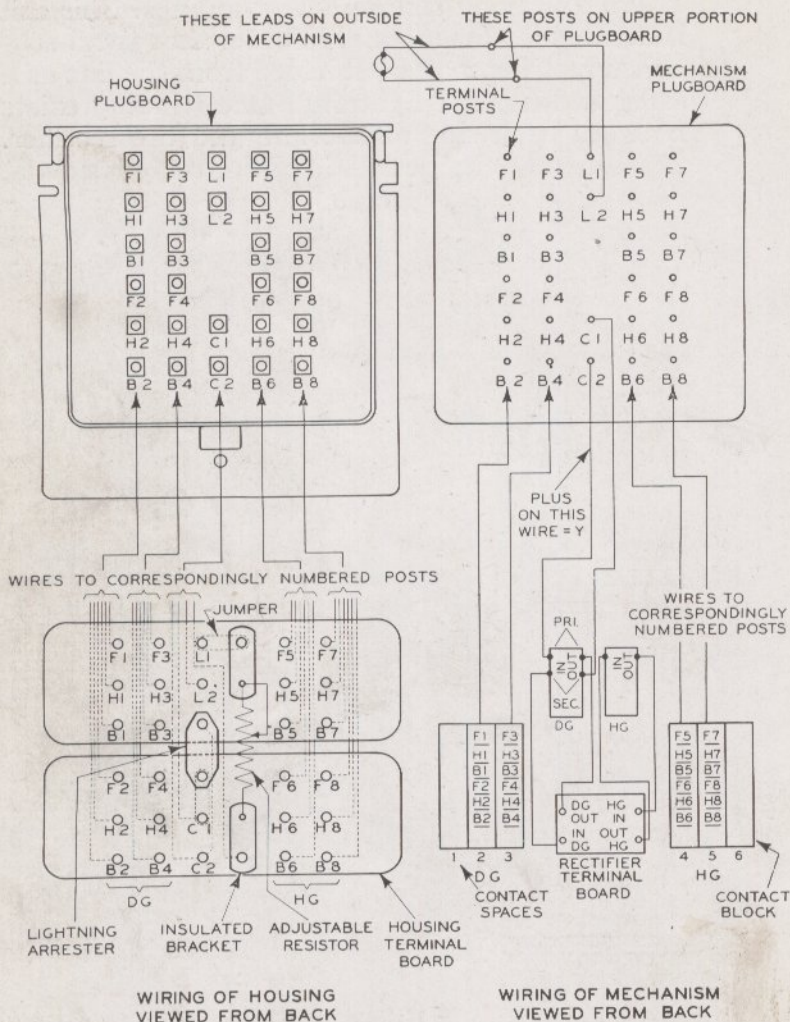 THESE LEADS ON OUTSIDE
OF MECHANISM
THESE POSTS ON UPPER PORTION
OF PLUGBOARD
HOUSING
PLUGBOARD
TERMINAL
POSTS
MECHANISM
PLUGBOARD
F1 F3 L1 F5 F7
H1 H3 L2 H5 H7
B1 B3 B5 B7
F2 F4 F6 F8
H2 H4 C1 H6 H8
B2 B4 C2 B6 B8
F1 F3 L1 F5 F7
H1 H3 L2 H5 H7
B1 B3 B5 B7
F2 F4 F6 F8
H2 H4 C1 H6 H8
B2 B4 C2 B6 B8
PLUS
ON THIS
WIRE = Y
WIRES TO CORRESPONDINGLY NUMBERED POSTS
JUMPER
F1 F3 L1 F5 F7
H1 H3 L2 H5 H7
B1 B3 B5 B7
F2 F4 F6 F8
H2 H4 C1 H6 H8
B2 B4 C2 B6 B8
DG HG
LIGHTNING
ARRESTER
INSULATED
BRACKET
ADJUSTABLE
RESISTOR
HOUSING
TERMINAL
BOARD
WIRES TO
CORRESPONDINGLY
NUMBERED POSTS
PRI.
IN OUT
SEC.
DG
IN OUT
HG
F1 F3
H1 H3
B1 B3
F2 F4
H2 H4
B2 B4
1 2 3
DG
CONTACT
SPACES
DG HG
OUT IN
IN OUT
DG HG
RECTIFIER
TERMINAL
BOARD
F5 F7
H5 H7
B5 B7
F6 F8
H6 H8
B6 B8
4 5 6
HG
CONTACT
BLOCK
WIRING OF HOUSING
VIEWED FROM BACK
WIRING OF MECHANISM
VIEWED FROM BACK